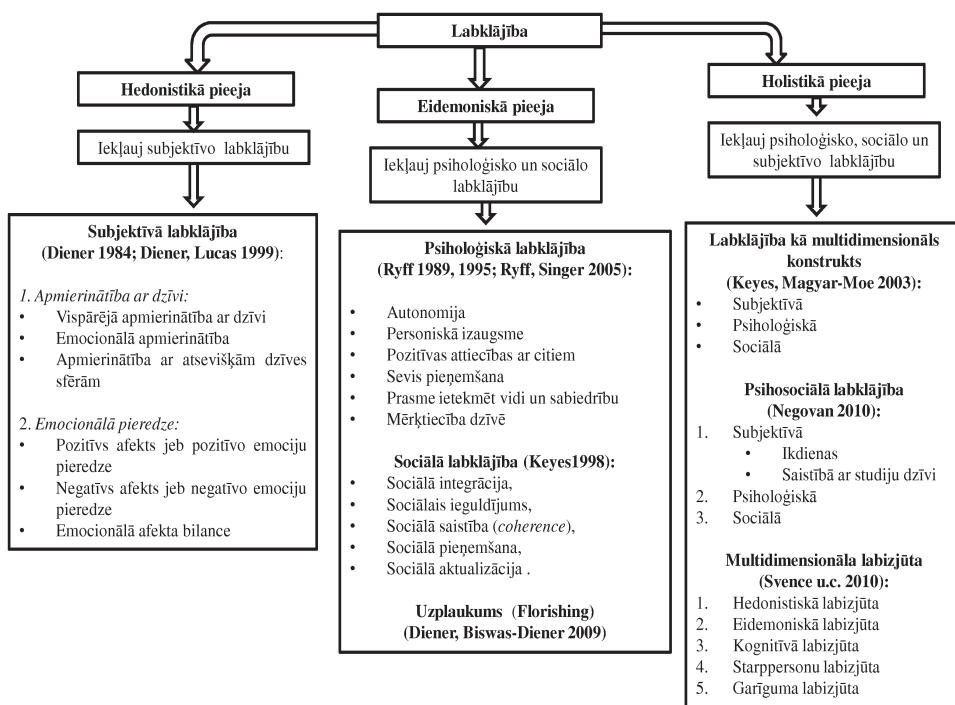 Labklājība
Hedonistikā pieeja
Iekļauj subjektīvo labklājību
Subjektīvā labklājība
(Diener 1984; Diener, Lucas 1999):
1. Apmierinātība ar dzīvi:
• Vispārējā apmierinātība ar dzīvi
• Emocionālā apmierinātība
• Apmierinātība ar atsevišķām dzīves
sfērām
2. Emocionālā pieredze:
• Pozitīvs afekts jeb pozitīvo emociju
pieredze
• Negatīvs afekts jeb negatīvo emociju
pieredze
• Emocionālā afekta bilance
Eidemoniskā pieeja
Iekļauj psiholoģisko un sociālo
labklājību
Psiholoģiskā labklājība
(Ryff 1989, 1995; Ryff, Singer 2005):
• Autonomija
• Personiskā izaugsme
• Pozitīvas attiecības ar citiem
• Sevis pieņemšana
• Prasme ietekmēt vidi un sabiedrību
• Mērķtiecība dzīvē
Sociālā labklājība (Keyes1998):
• Sociālā integrācija,
• Sociālais ieguldījums,
• Sociālā saistība (coherence),
• Sociālā pieņemšana,
• Sociālā aktualizācija .
Uzplaukums (Florishing)
(Diener, Biswas-Diener 2009)
Holistikā pieeja
Iekļauj psiholoģisko, sociālo un
subjektīvo labklājību
Labklājība kā multidimensionāls
konstrukts
(Keyes, Magyar-Moe 2003):
• Subjektīvā
• Psiholoģiskā
• Sociālā
Psihosociālā labklājība
(Negovan 2010):
1. Subjektīvā
• Ikdienas
• Saistībā ar studiju dzīvi
2. Psiholoģiskā
3. Sociālā
Multidimensionāla labizjūta
(Svence u.c. 2010):
1. Hedonistiskā labizjūta
2. Eidemoniskā labizjūta
3. Kognitīvā labizjūta
4. Starppersonu labizjūta
5. Garīguma labizjūta